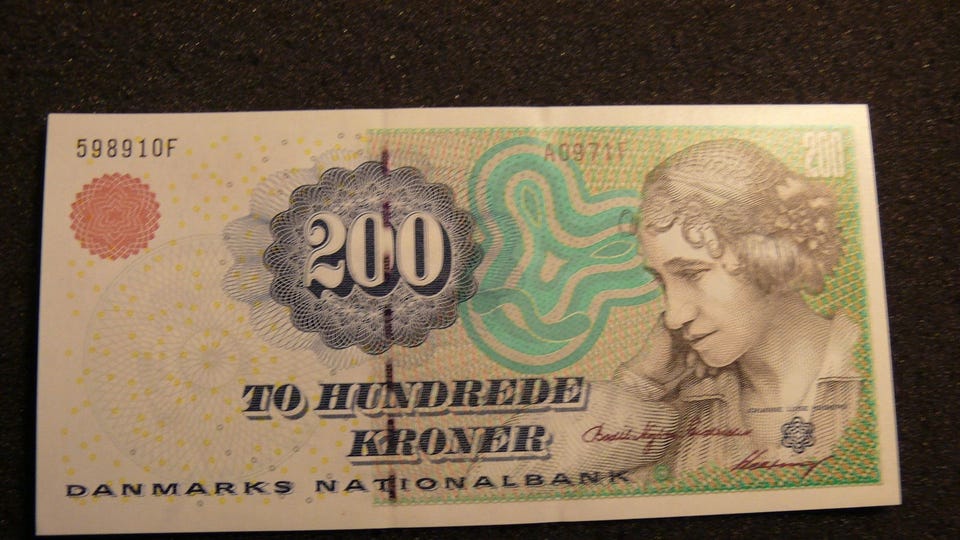 598910F
A0971F
200
200
TO HUNDREDE
KRONER
DANMARKS NATIONALBANK